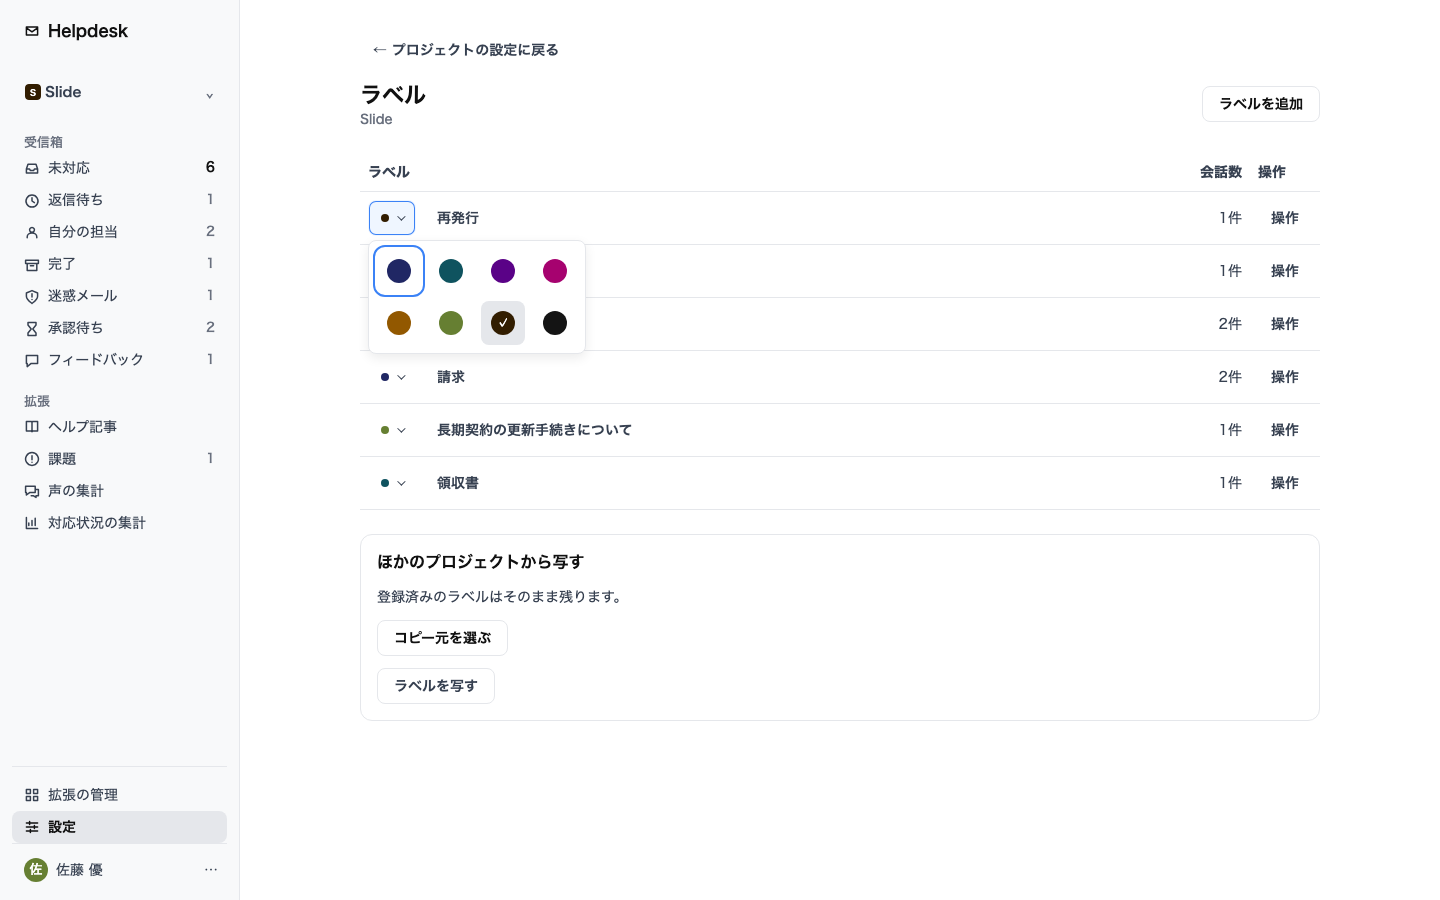 Helpdesk
S Slide
受信箱
未対応 6
返信待ち 1
自分の担当 2
完了 1
迷惑メール 1
承認待ち 2
フィードバック 1
拡張
ヘルプ記事
課題 1
声の集計
対応状況の集計
拡張の管理
設定
佐 佐藤 優 …
← プロジェクトの設定に戻る
ラベル
Slide
ラベルを追加
ラベル 会話数 操作
再発行 1件 操作
1件 操作
2件 操作
請求 2件 操作
長期契約の更新手続きについて 1件 操作
領収書 1件 操作
ほかのプロジェクトから写す
登録済みのラベルはそのまま残ります。
コピー元を選ぶ
ラベルを写す